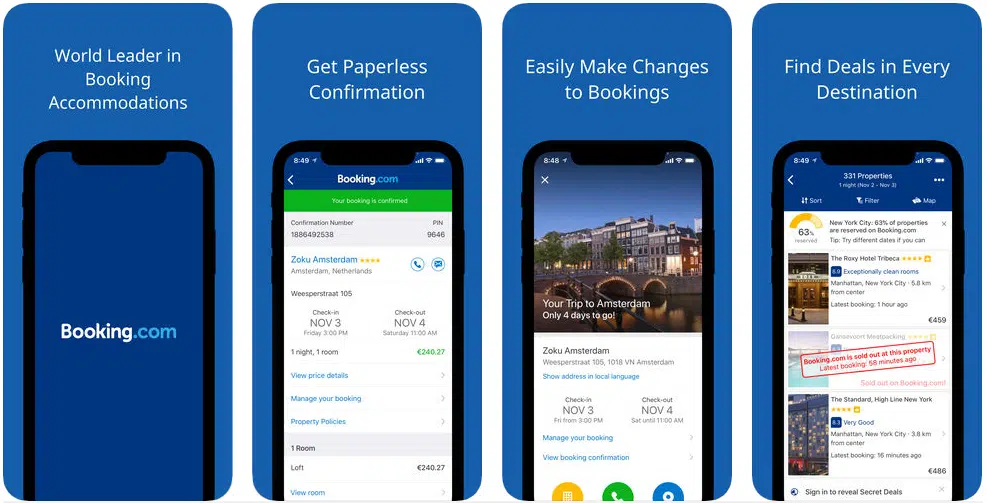 World Leader in
Booking
Accommodations
Booking.com
Get Paperless
Confirmation
8:49
Booking.com
Your booking is confirmed
Confirmation Number PIN
1886492538 9646
Zoku Amsterdam
Amsterdam, Netherlands
Weesperstraat 105
Check-in Check-out
NOV 3 NOV 4
Friday 3:00 PM Saturday 11:00 AM
1 night, 1 room €240.27
View price details
Manage your booking
Property Policies
1 Room
Loft €240.27
View room
Easily Make Changes
to Bookings
8:48
Your Trip to Amsterdam
Only 4 days to go!
Zoku Amsterdam
Weesperstraat 105, 1018 VN Amsterdam
Show address in local language
Check-in Check-out
NOV 3 NOV 4
Fri from 3:00 PM Sat until 11:00 AM
Manage your booking
View booking confirmation
Find Deals in Every
Destination
8:49
331 Properties
1 night (Nov 2 - Nov 3)
Sort Filter Map
63%
reserved
New York City: 63% of properties
are reserved on Booking.com
Tip: Try different dates if you can
The Roxy Hotel Tribeca
8.9 Exceptionally clean rooms
Manhattan, New York City · 5.8 km
from center
Latest booking: 1 hour ago
€459
Gansevoort Meatpacking
Booking.com is sold out at this property
Latest booking: 58 minutes ago
Sold out on Booking.com!
The Standard, High Line New York
8.3 Very Good
Manhattan, New York City · 3.8 km
from center
Latest booking: 16 minutes ago
€486
Sign in to reveal Secret Deals